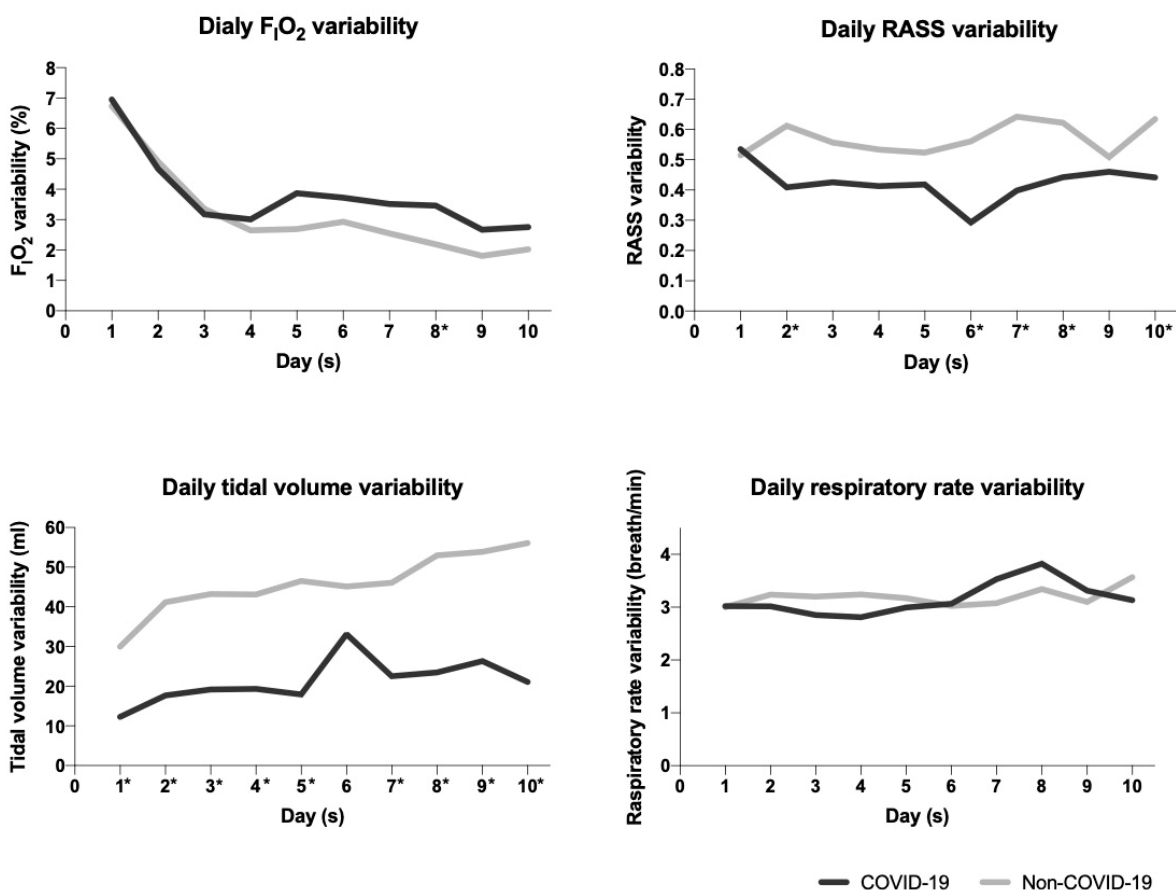 Dialy FIO2 variability
FIO2 variability (%)
8
7
6
5
4
3
2
1
0
0 1 2 3 4 5 6 7 8* 9 10
Day (s)
Daily RASS variability
RASS variability
0.8
0.7
0.6
0.5
0.4
0.3
0.2
0.1
0.0
0 1 2* 3 4 5 6* 7* 8* 9 10*
Day (s)
Daily tidal volume variability
Tidal volume variability (ml)
60
50
40
30
20
10
0
0 1* 2* 3* 4* 5* 6 7* 8* 9* 10*
Day (s)
Daily respiratory rate variability
Raspiratory rate variability (breath/min)
4
3
2
1
0
0 1 2 3 4 5 6 7 8 9 10
Day (s)
COVID-19 Non-COVID-19